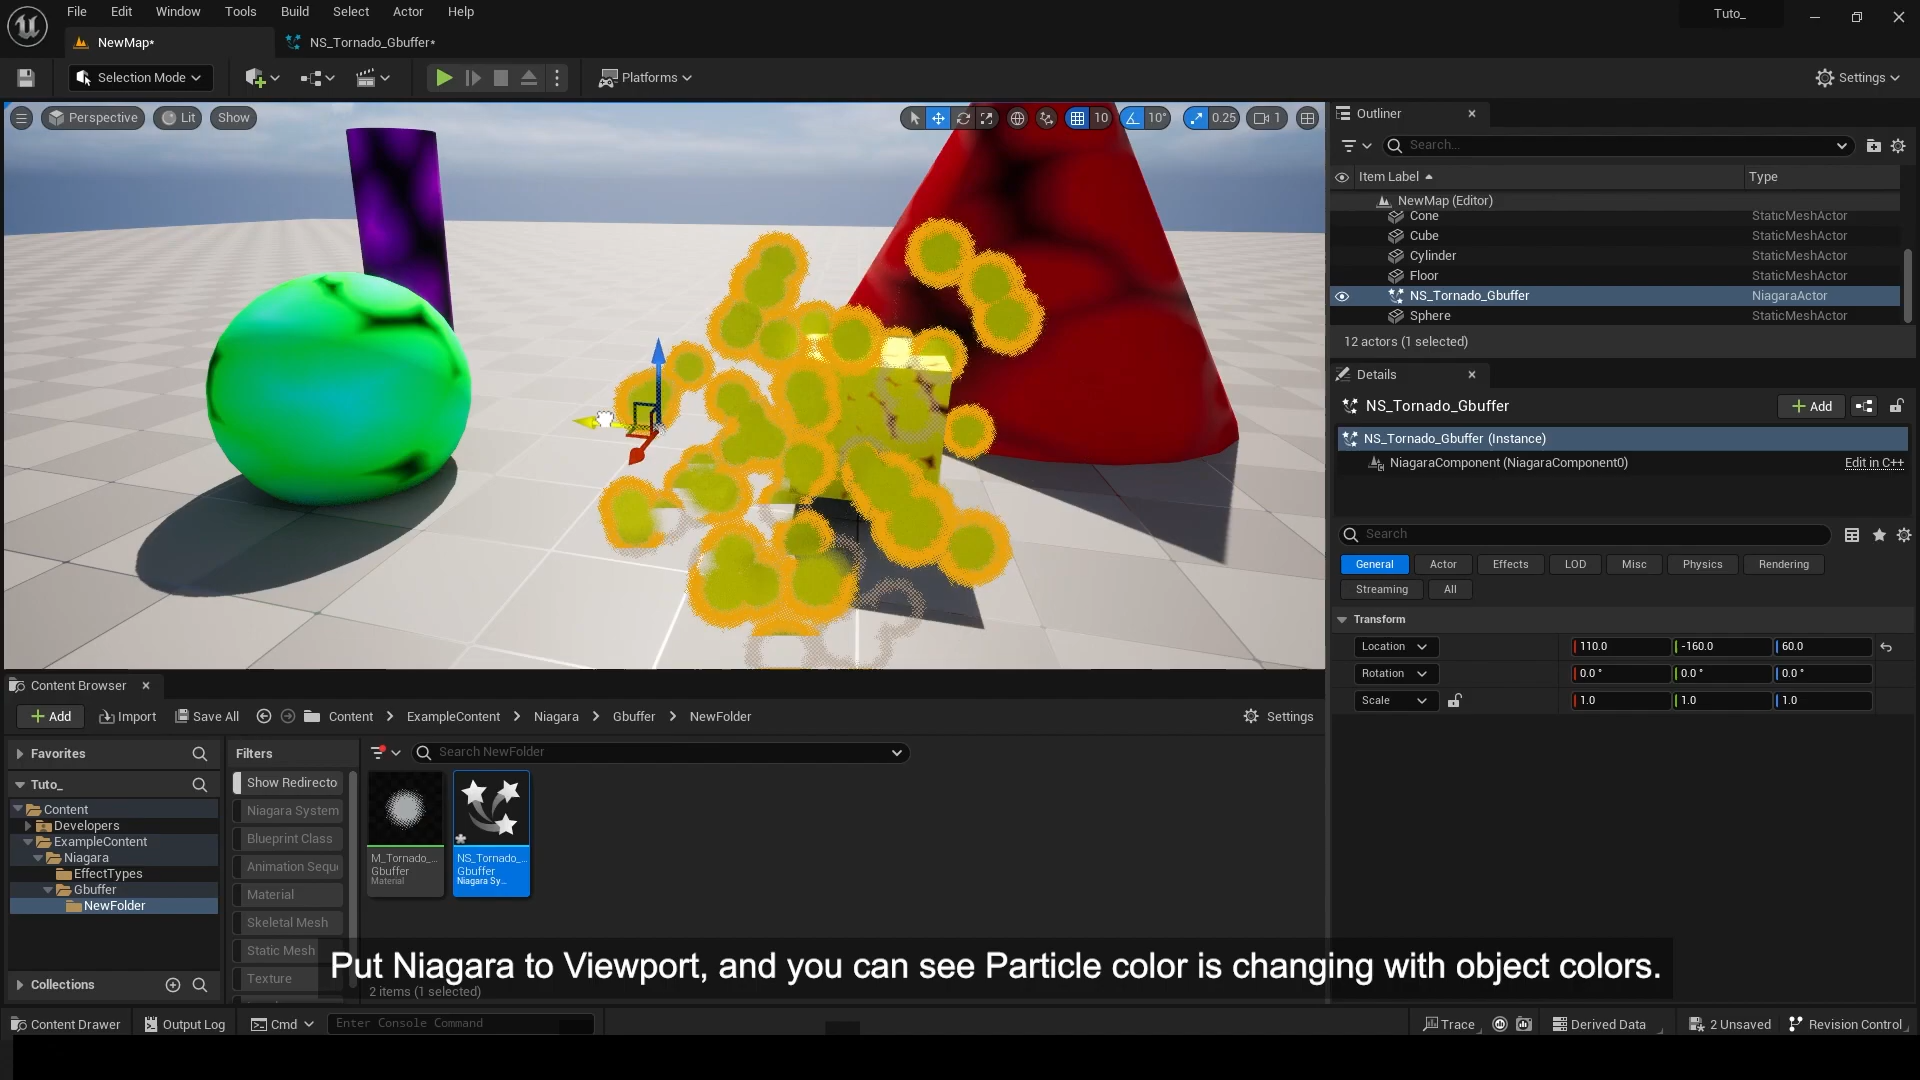 File Edit Window Tools Build Select Actor Help
Tuto_
NewMap*
NS_Tornado_Gbuffer*
Selection Mode
Platforms
Settings
Perspective
Lit
Show
10
10°
0.25
1
Outliner
Search...
Item Label
Type
NewMap (Editor)
Cone StaticMeshActor
Cube StaticMeshActor
Cylinder StaticMeshActor
Floor StaticMeshActor
NS_Tornado_Gbuffer NiagaraActor
Sphere StaticMeshActor
12 actors (1 selected)
Details
NS_Tornado_Gbuffer
Add
NS_Tornado_Gbuffer (Instance)
NiagaraComponent (NiagaraComponent0) Edit in C++
Search
General Actor Effects LOD Misc Physics Rendering
Streaming All
Transform
Location 110.0 -160.0 60.0
Rotation 0.0 ° 0.0 ° 0.0 °
Scale 1.0 1.0 1.0
Content Browser
Add Import Save All Content ExampleContent Niagara Gbuffer NewFolder Settings
Favorites
Tuto_
Content
Developers
ExampleContent
Niagara
EffectTypes
Gbuffer
NewFolder
Collections
Filters
Show Redirecto
Niagara System
Blueprint Class
Animation Sequ
Material
Skeletal Mesh
Static Mesh
Texture
Search NewFolder
M_Tornado_...
Gbuffer
Material
NS_Tornado_...
Gbuffer
Niagara Sy...
Put Niagara to Viewport, and you can see Particle color is changing with object colors.
2 items (1 selected)
Content Drawer Output Log Cmd Enter Console Command Trace Derived Data 2 Unsaved Revision Control